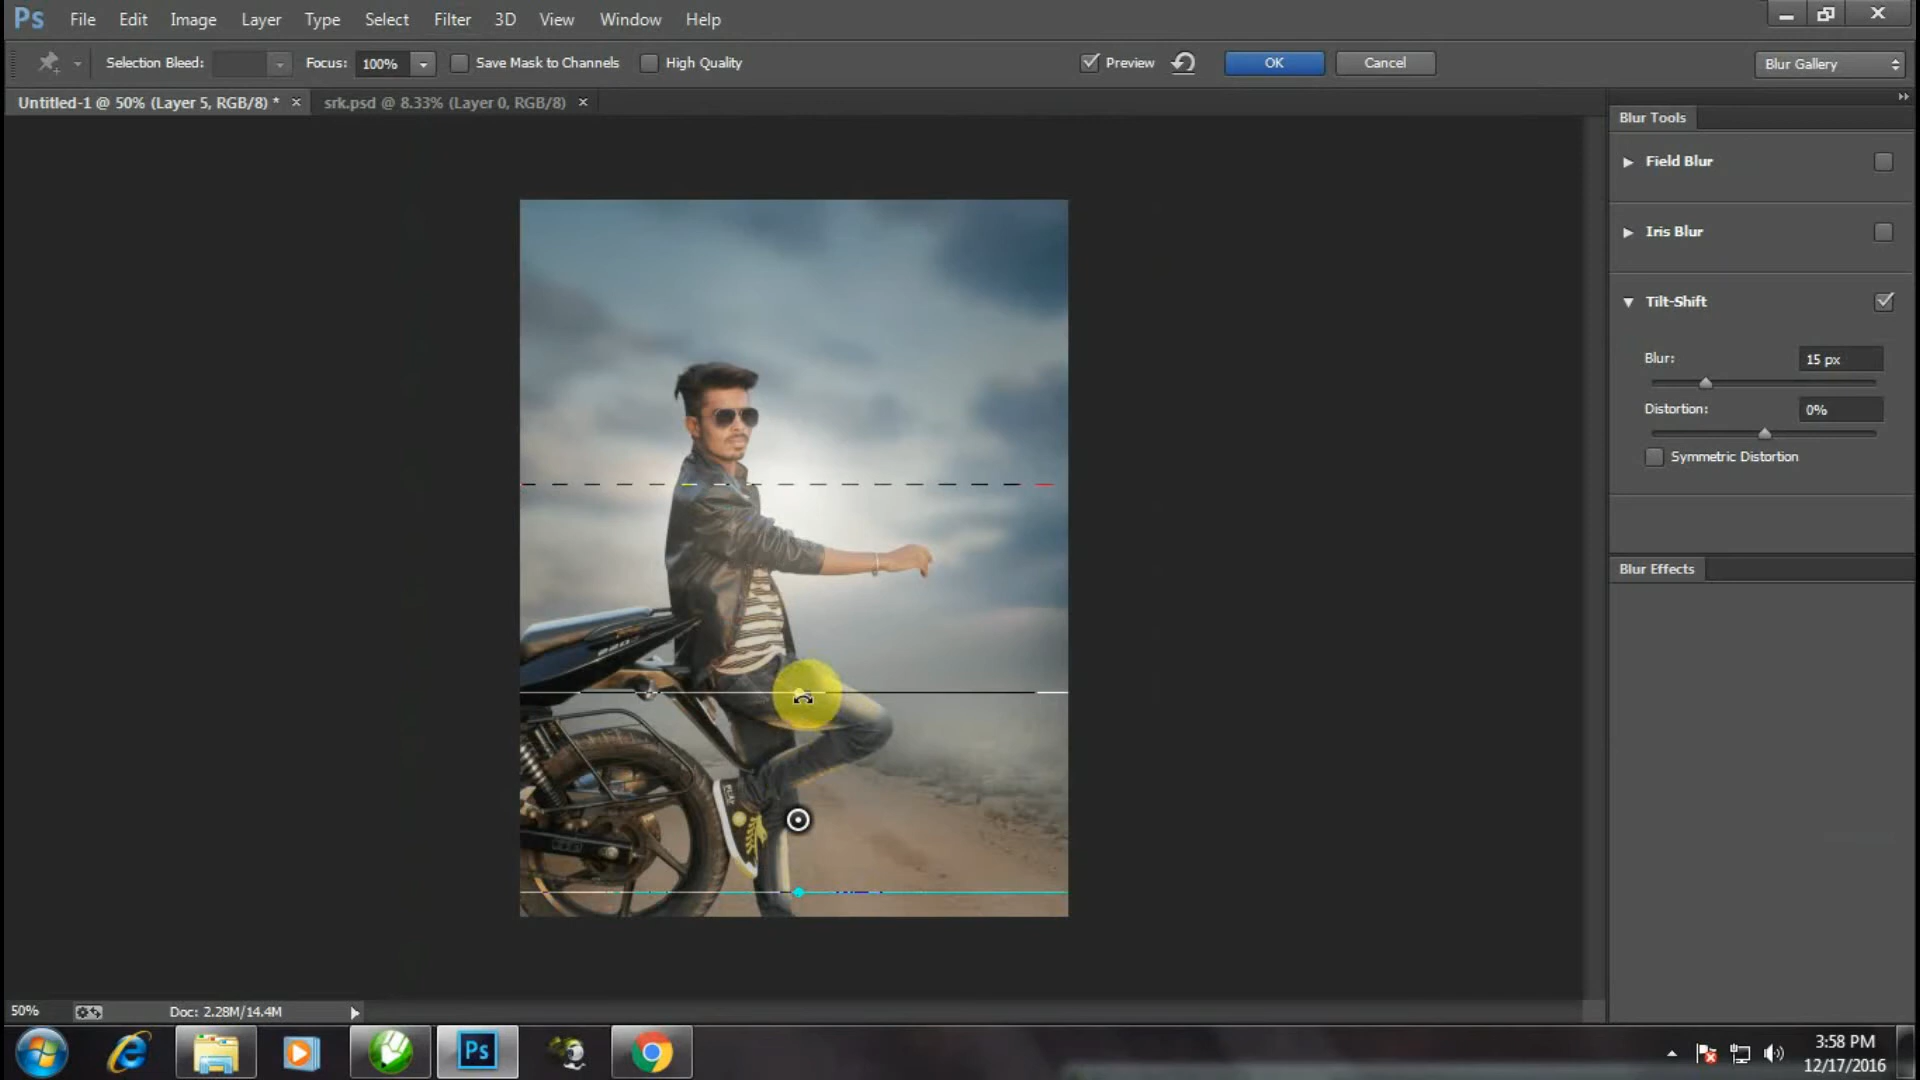 Ps File Edit Image Layer Type Select Filter 3D View Window Help
Selection Bleed: Focus: 100% Save Mask to Channels High Quality Preview OK Cancel Blur Gallery
Untitled-1 @ 50% (Layer 5, RGB/8) * × srk.psd @ 8.33% (Layer 0, RGB/8) ×
Blur Tools
Field Blur
Iris Blur
Tilt-Shift
Blur: 15 px
Distortion: 0%
Symmetric Distortion
Blur Effects
220
50% Doc: 2.28M/14.4M
Ps
3:58 PM
12/17/2016